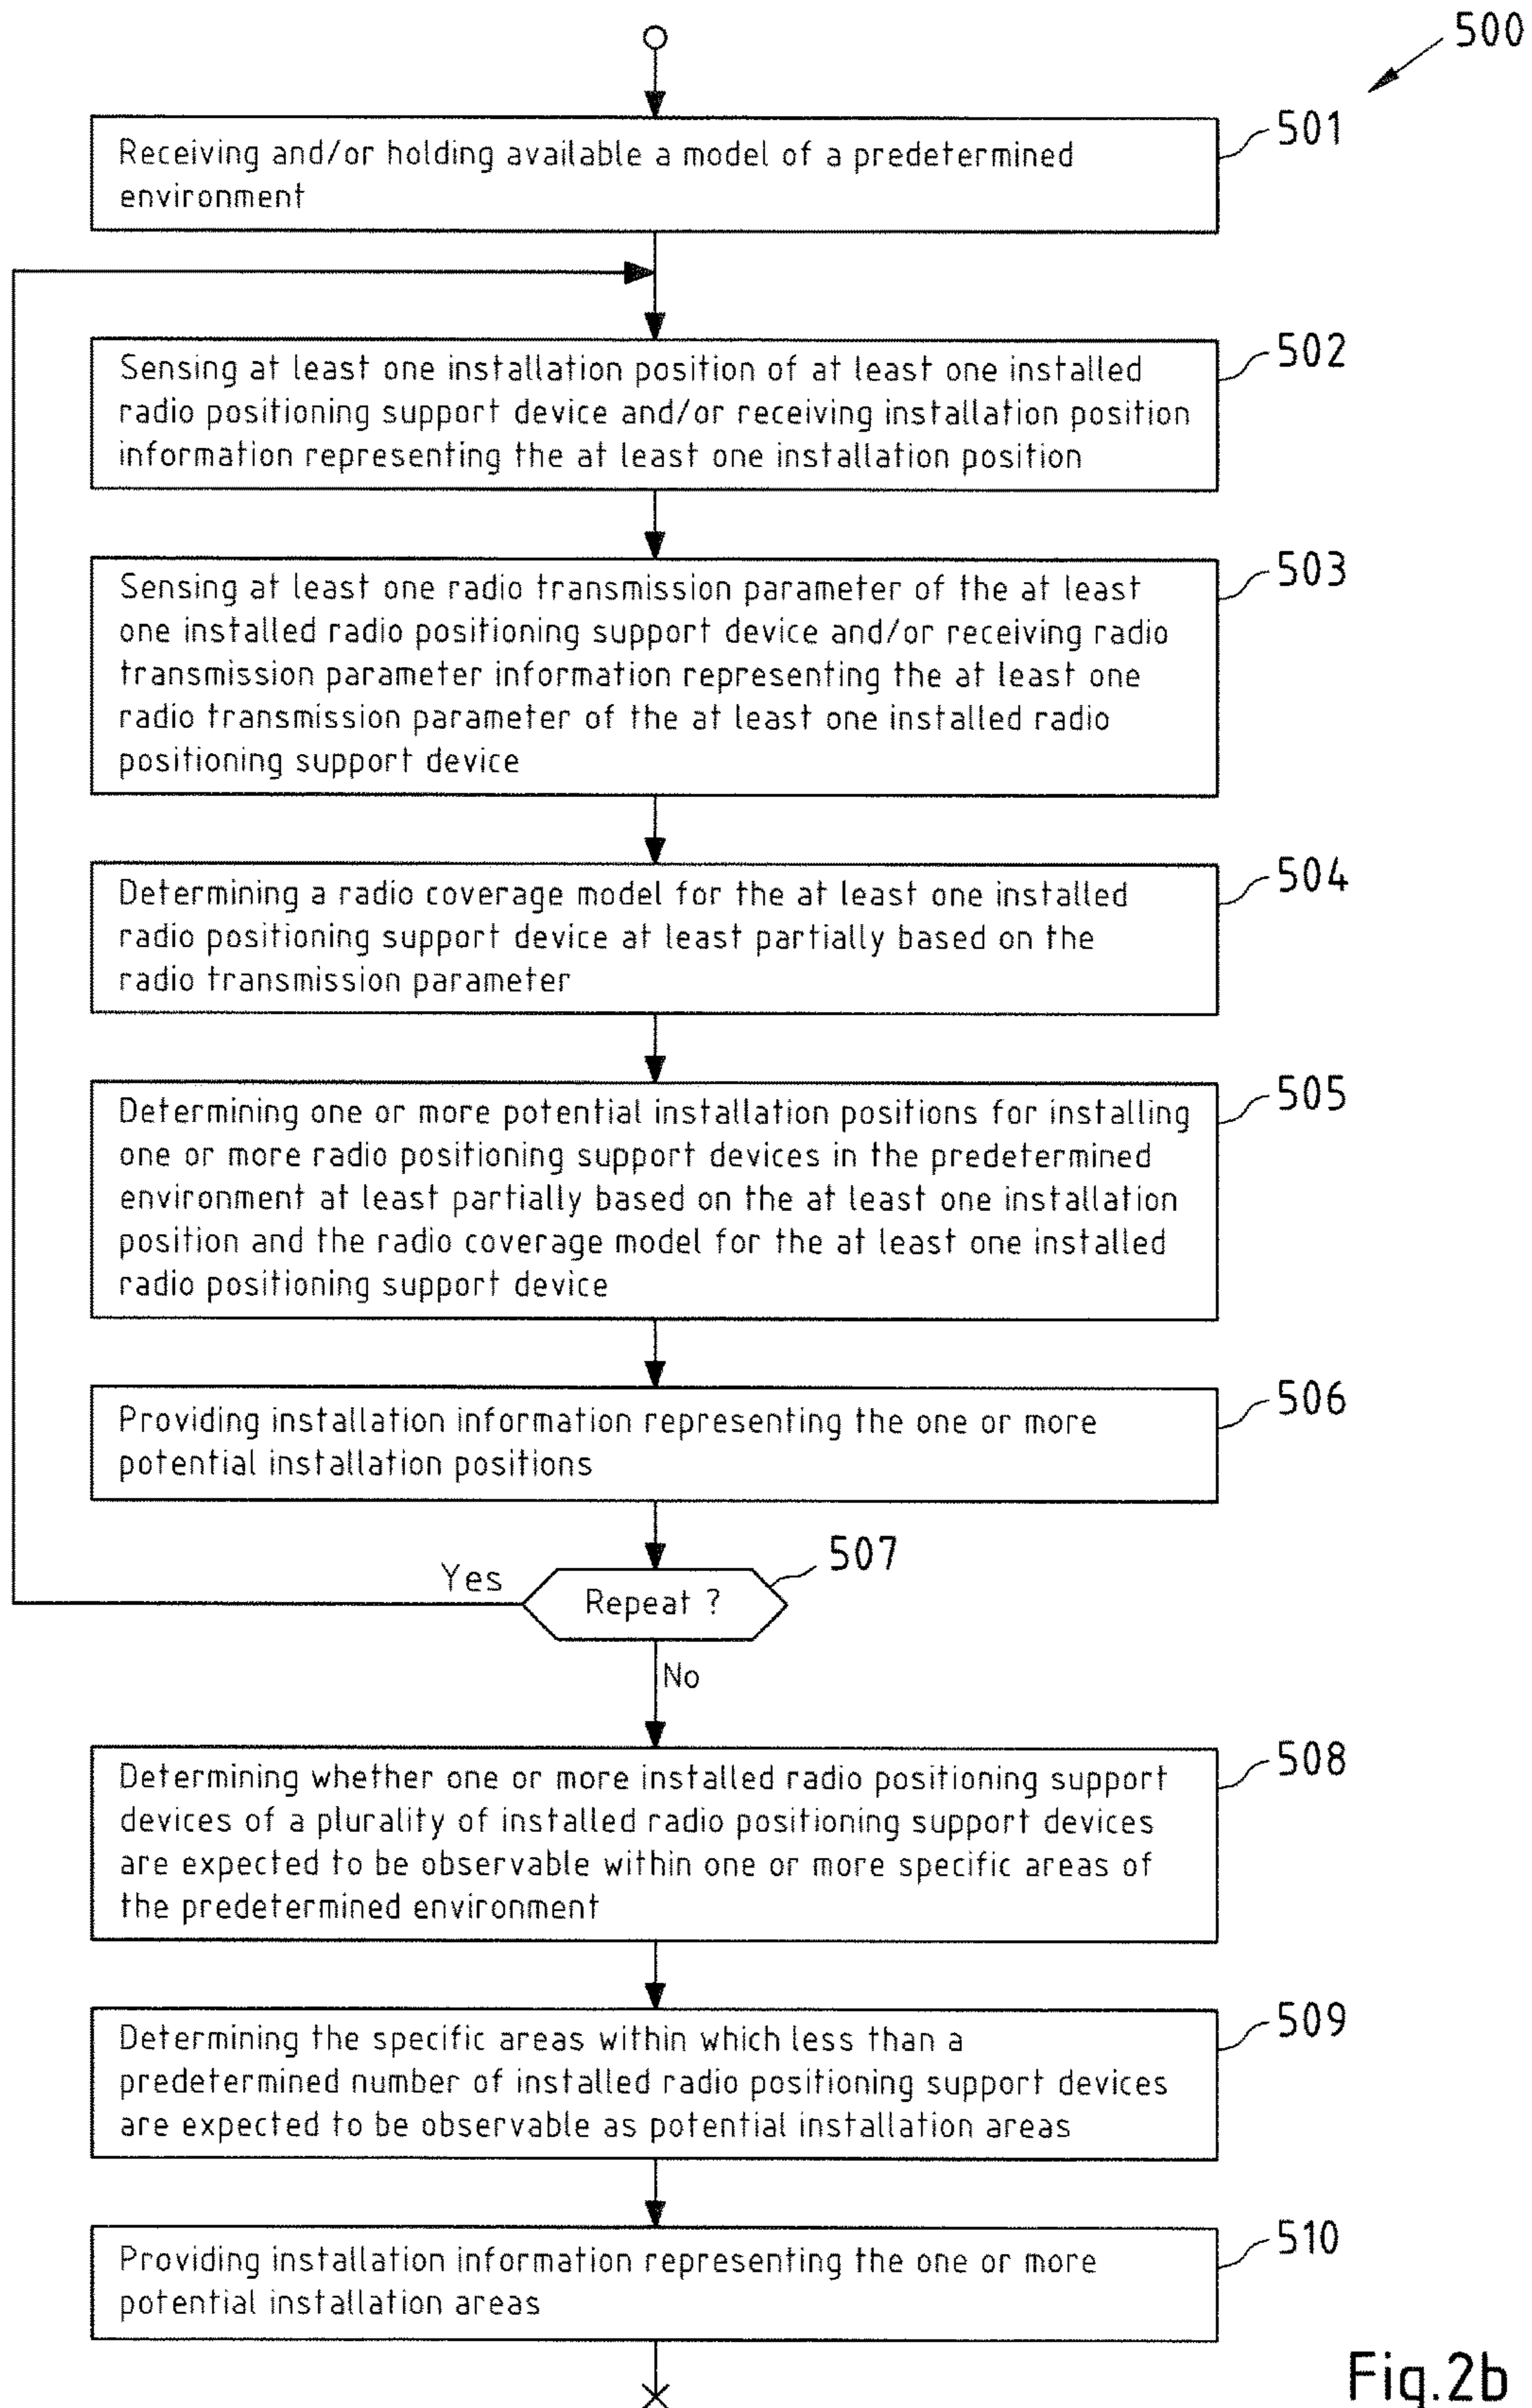 500
501
Receiving and/or holding available a model of a predetermined
environment
502
Sensing at least one installation position of at least one installed
radio positioning support device and/or receiving installation position
information representing the at least one installation position
503
Sensing at least one radio transmission parameter of the at least
one installed radio positioning support device and/or receiving radio
transmission parameter information representing the at least one
radio transmission parameter of the at least one installed radio
positioning support device
504
Determining a radio coverage model for the at least one installed
radio positioning support device at least partially based on the
radio transmission parameter
505
Determining one or more potential installation positions for installing
one or more radio positioning support devices in the predetermined
environment at least partially based on the at least one installation
position and the radio coverage model for the at least one installed
radio positioning support device
506
Providing installation information representing the one or more
potential installation positions
507
Yes
Repeat ?
No
508
Determining whether one or more installed radio positioning support
devices of a plurality of installed radio positioning support devices
are expected to be observable within one or more specific areas of
the predetermined environment
509
Determining the specific areas within which less than a
predetermined number of installed radio positioning support devices
are expected to be observable as potential installation areas
510
Providing installation information representing the one or more
potential installation areas
Fig.2b